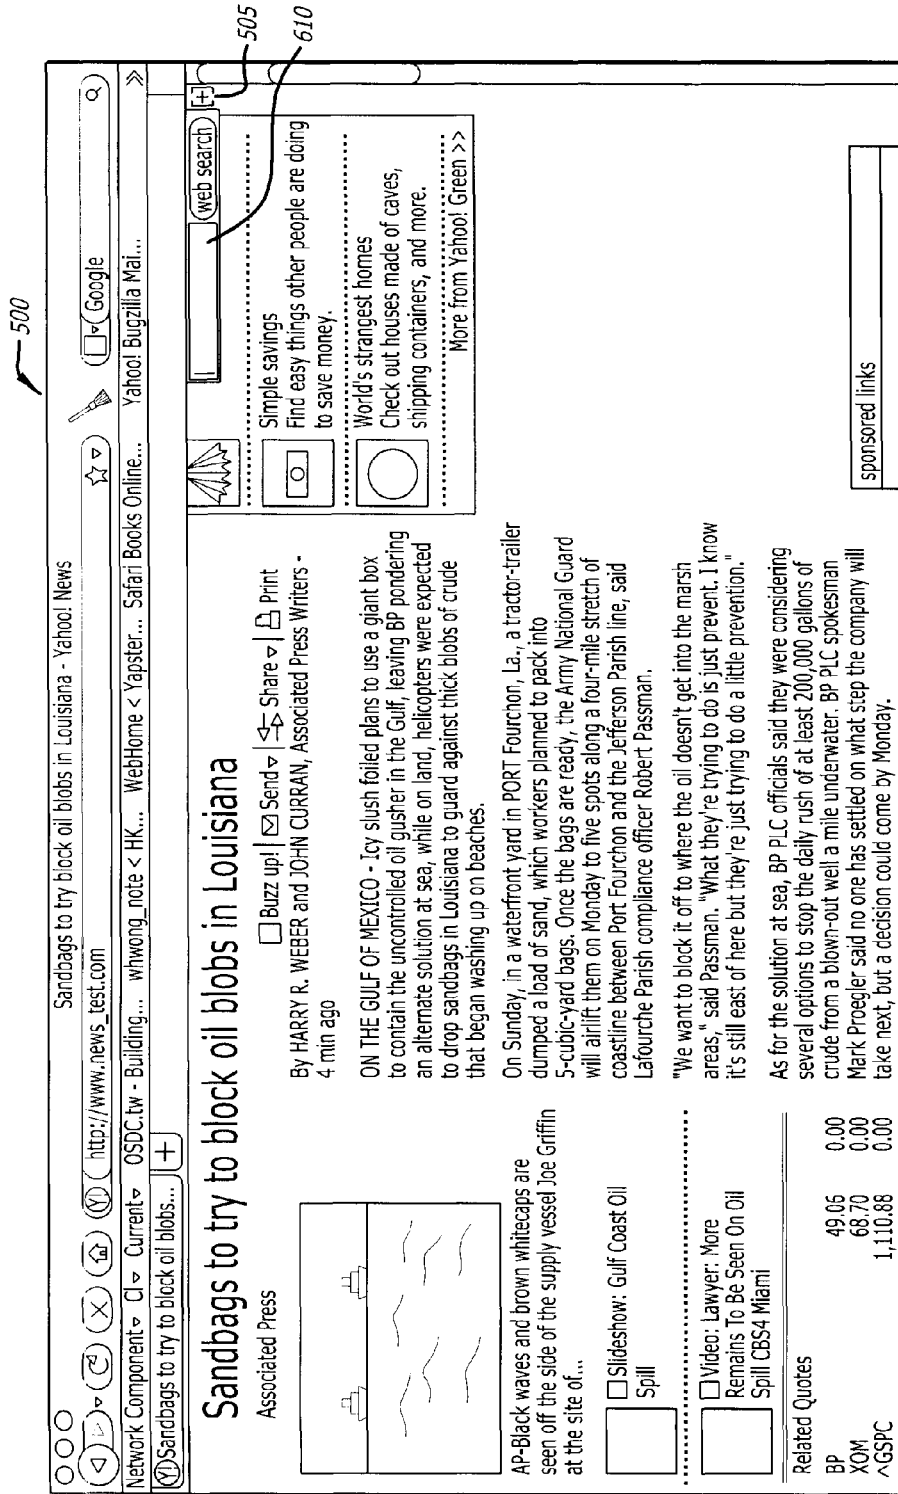 500
Sandbags to try block oil blobs in Louisiana - Yahoo! News
http://www.news_test.com
Google
Network Component CI Current OSDC.tw - Building... whwong_note < HK... WebHome < Yapster... Safari Books Online... Yahoo! Bugzilla Mai... >>
Y! Sandbags to try to block oil blobs... +
Sandbags to try to block oil blobs in Louisiana
web search
505
610
Associated Press
Buzz up! | Send | Share | Print
By HARRY R. WEBER and JOHN CURRAN, Associated Press Writers -
4 min ago
ON THE GULF OF MEXICO - Icy slush foiled plans to use a giant box
to contain the uncontrolled oil gusher in the Gulf, leaving BP pondering
an alternate solution at sea, while on land, helicopters were expected
to drop sandbags in Louisiana to guard against thick blobs of crude
that began washing up on beaches.
On Sunday, in a waterfront yard in PORT Fourchon, La., a tractor-trailer
dumped a load of sand, which workers planned to pack into
5-cubic-yard bags. Once the bags are ready, the Army National Guard
will airlift them on Monday to five spots along a four-mile stretch of
coastline between Port Fourchon and the Jefferson Parish line, said
Lafourche Parish compliance officer Robert Passman.
"We want to block it off to where the oil doesn't get into the marsh
areas," said Passman. "What they're trying to do is just prevent. I know
it's still east of here but they're just trying to do a little prevention."
As for the solution at sea, BP PLC officials said they were considering
several options to stop the daily rush of at least 200,000 gallons of
crude from a blown-out well a mile underwater. BP PLC spokesman
Mark Proegler said no one has settled on what step the company will
take next, but a decision could come by Monday.
AP-Black waves and brown whitecaps are
seen off the side of the supply vessel Joe Griffin
at the site of...
Slideshow: Gulf Coast Oil
Spill
Video: Lawyer: More
Remains To Be Seen On Oil
Spill CBS4 Miami
Related Quotes
BP 49.06 0.00
XOM 68.70 0.00
^GSPC 1,110.88 0.00
Simple savings
Find easy things other people are doing
to save money.
World's strangest homes
Check out houses made of caves,
shipping containers, and more.
More from Yahoo! Green >>
sponsored links